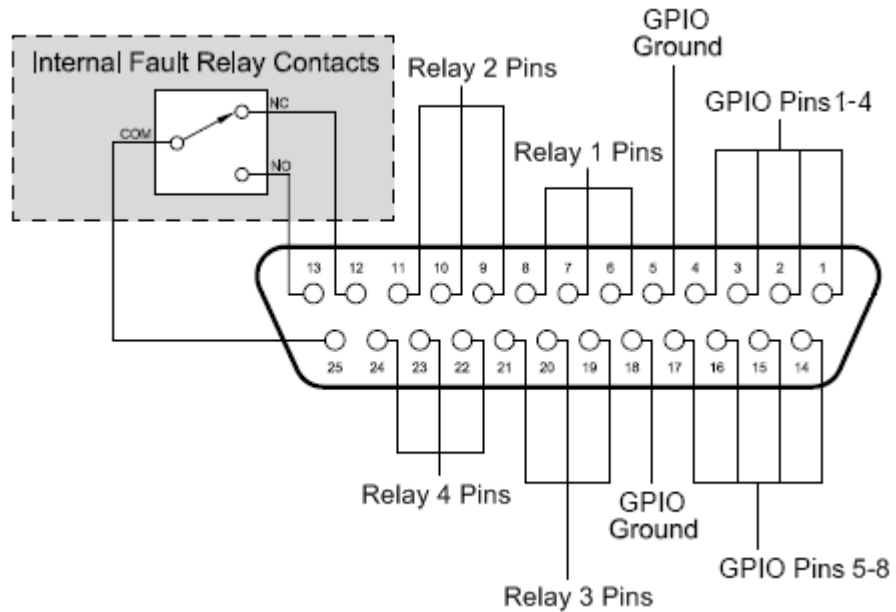 GPIO
Ground
Internal Fault Relay Contacts
Relay 2 Pins
GPIO Pins 1-4
NC
COM
Relay 1 Pins
NO
13 12 11 10 9 8 7 6 5 4 3 2 1
25 24 23 22 21 20 19 18 17 16 15 14
Relay 4 Pins
GPIO
Ground
GPIO Pins 5-8
Relay 3 Pins